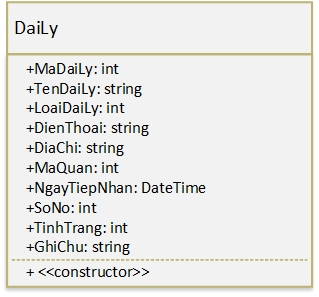 DaiLy
+MaDaiLy: int
+TenDaiLy: string
+LoaiDaiLy: int
+DienThoai: string
+DiaChi: string
+MaQuan: int
+NgayTiepNhan: DateTime
+SoNo: int
+TinhTrang: int
+GhiChu: string
+ <<constructor>>